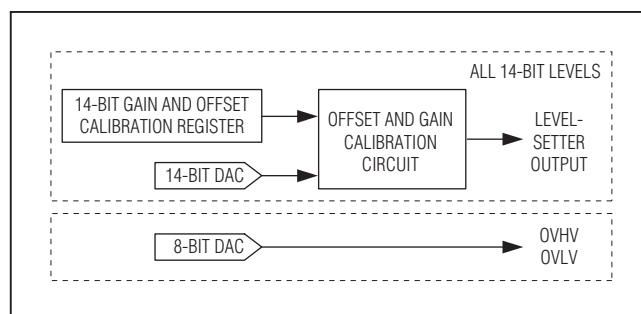 ALL 14-BIT LEVELS
14-BIT GAIN AND OFFSET
CALIBRATION REGISTER
OFFSET AND GAIN
CALIBRATION
CIRCUIT
LEVEL-
SETTER
OUTPUT
14-BIT DAC
8-BIT DAC
OVHV
OVLV